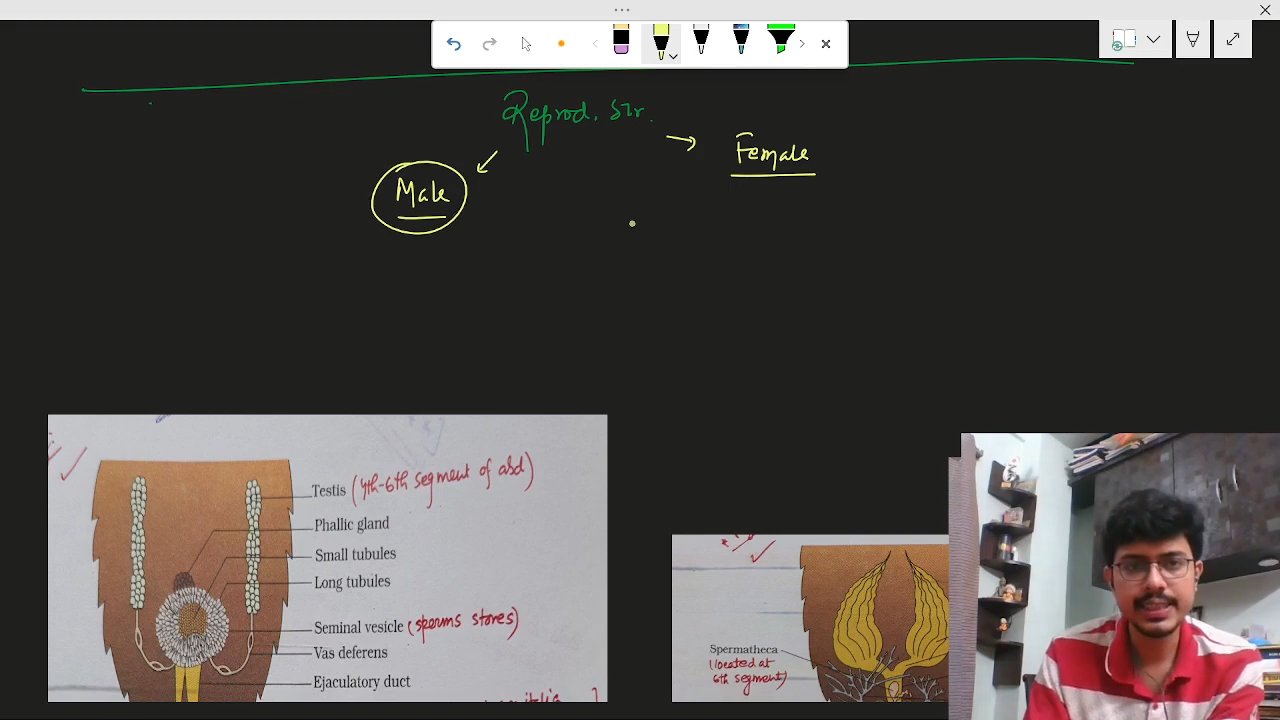 Reprod. Str.
Male
Female
Testis (4th-6th segment of abd)
Phallic gland
Small tubules
Long tubules
Seminal vesicle (sperms stores)
Vas deferens
Ejaculatory duct
Spermatheca
(located at
6th segment)